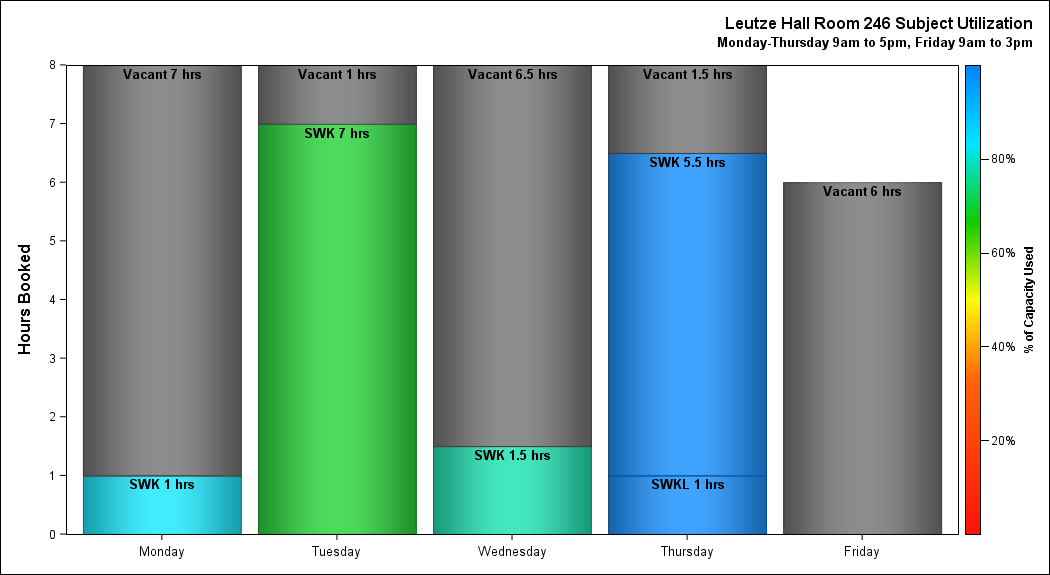 Leutze Hall Room 246 Subject Utilization
Monday-Thursday 9am to 5pm, Friday 9am to 3pm
Hours Booked
8
7
6
5
4
3
2
1
0
Vacant 7 hrs
SWK 1 hrs
Vacant 1 hrs
SWK 7 hrs
Vacant 6.5 hrs
SWK 1.5 hrs
Vacant 1.5 hrs
SWK 5.5 hrs
SWKL 1 hrs
Vacant 6 hrs
Monday
Tuesday
Wednesday
Thursday
Friday
80%
60%
40%
20%
% of Capacity Used